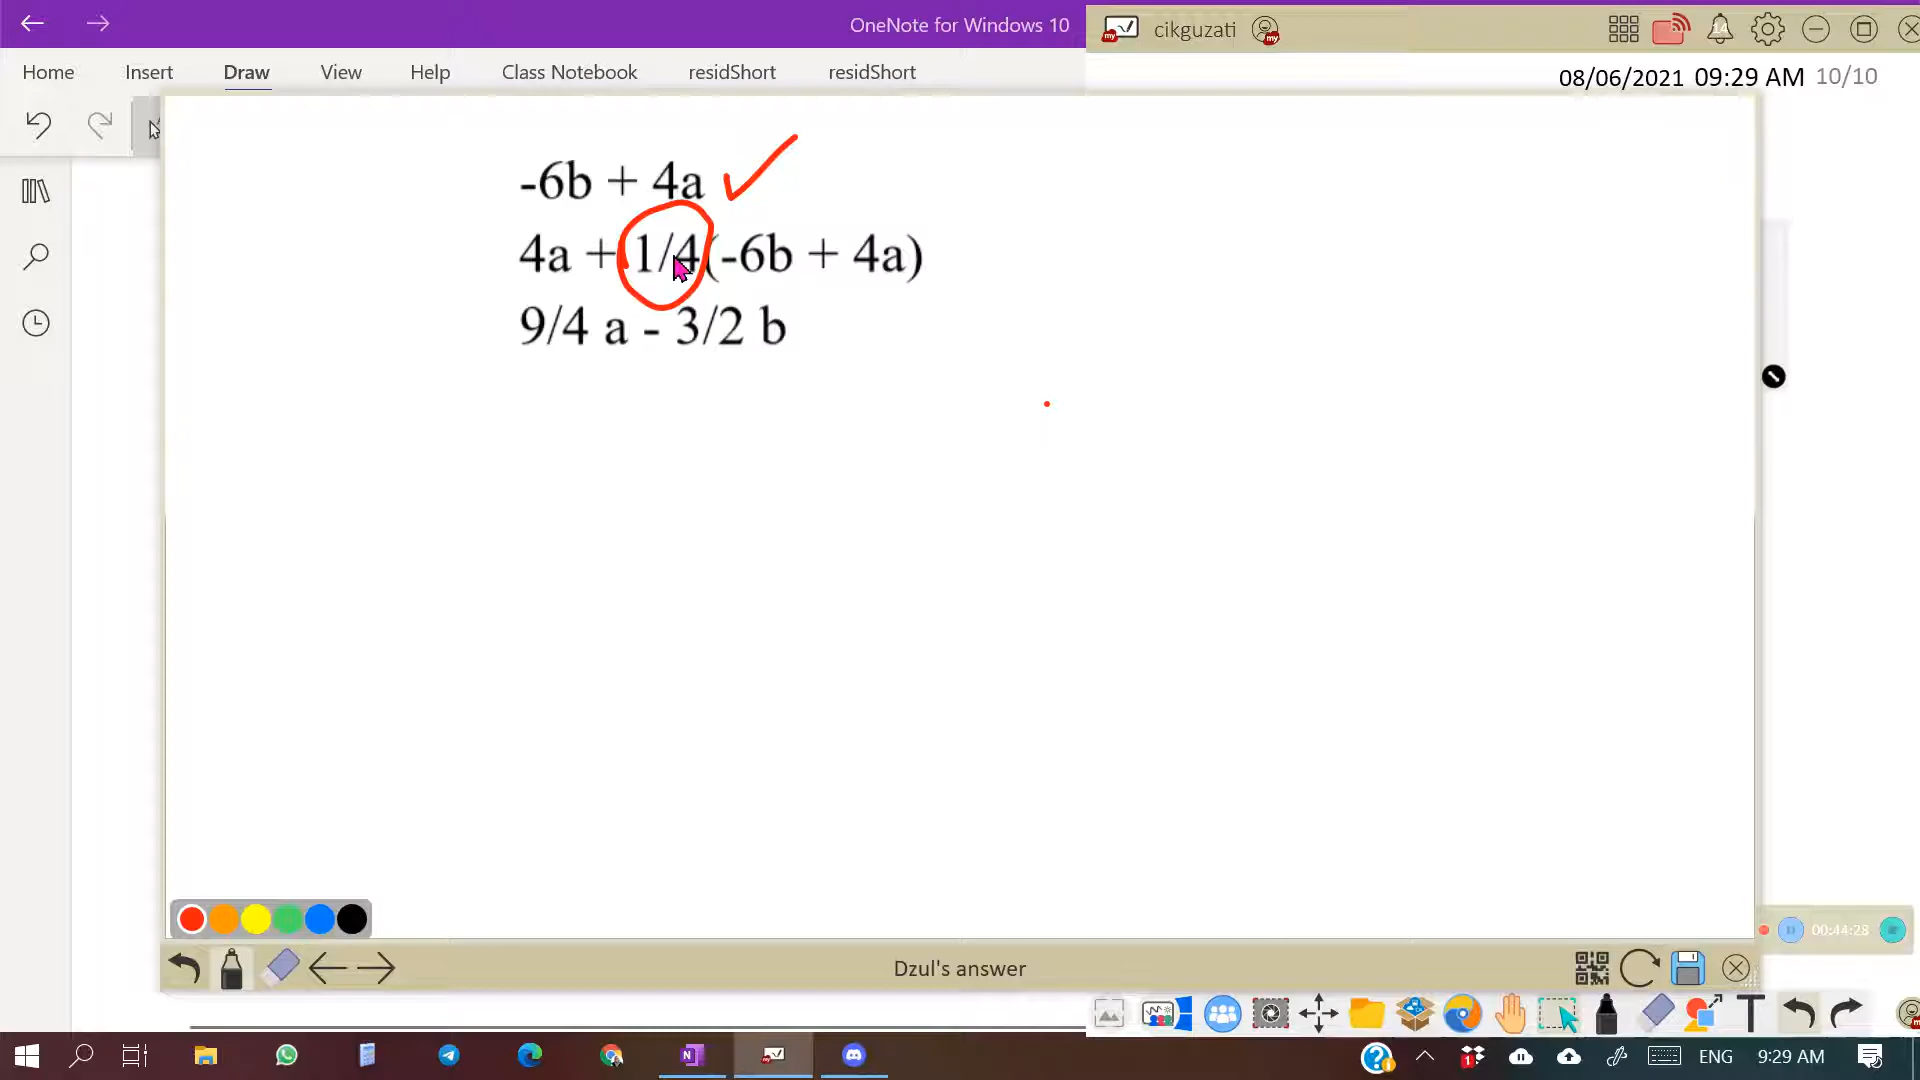 OneNote for Windows 10
cikguzati
14
Home Insert Draw View Help Class Notebook residShort residShort
08/06/2021 09:29 AM 10/10
-6b + 4a
4a + 1/4(-6b + 4a)
9/4 a - 3/2 b
00:44:28
Dzul's answer
T
N
1
ENG 9:29 AM